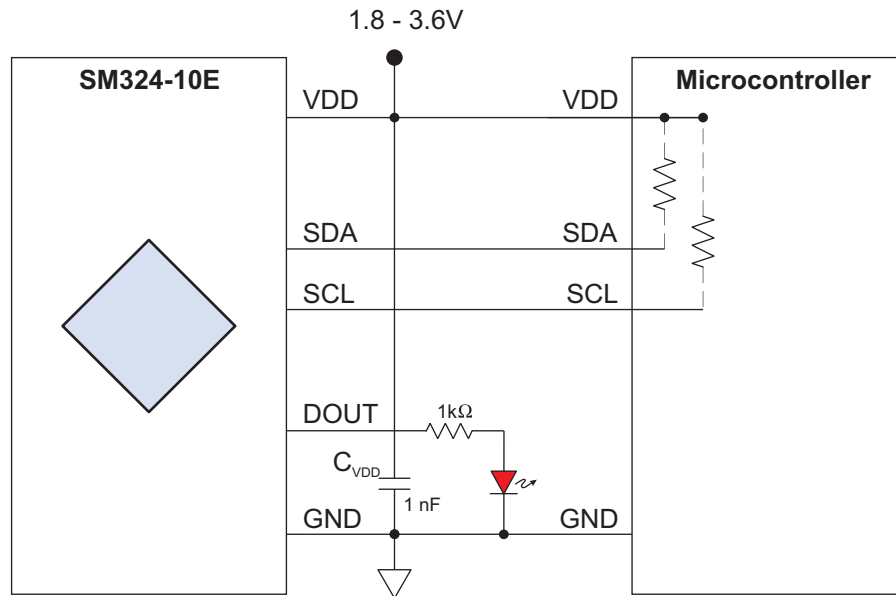 1.8 - 3.6V
SM324-10E
Microcontroller
VDD
VDD
SDA
SDA
SCL
SCL
DOUT
1kΩ
CVDD
1 nF
GND
GND